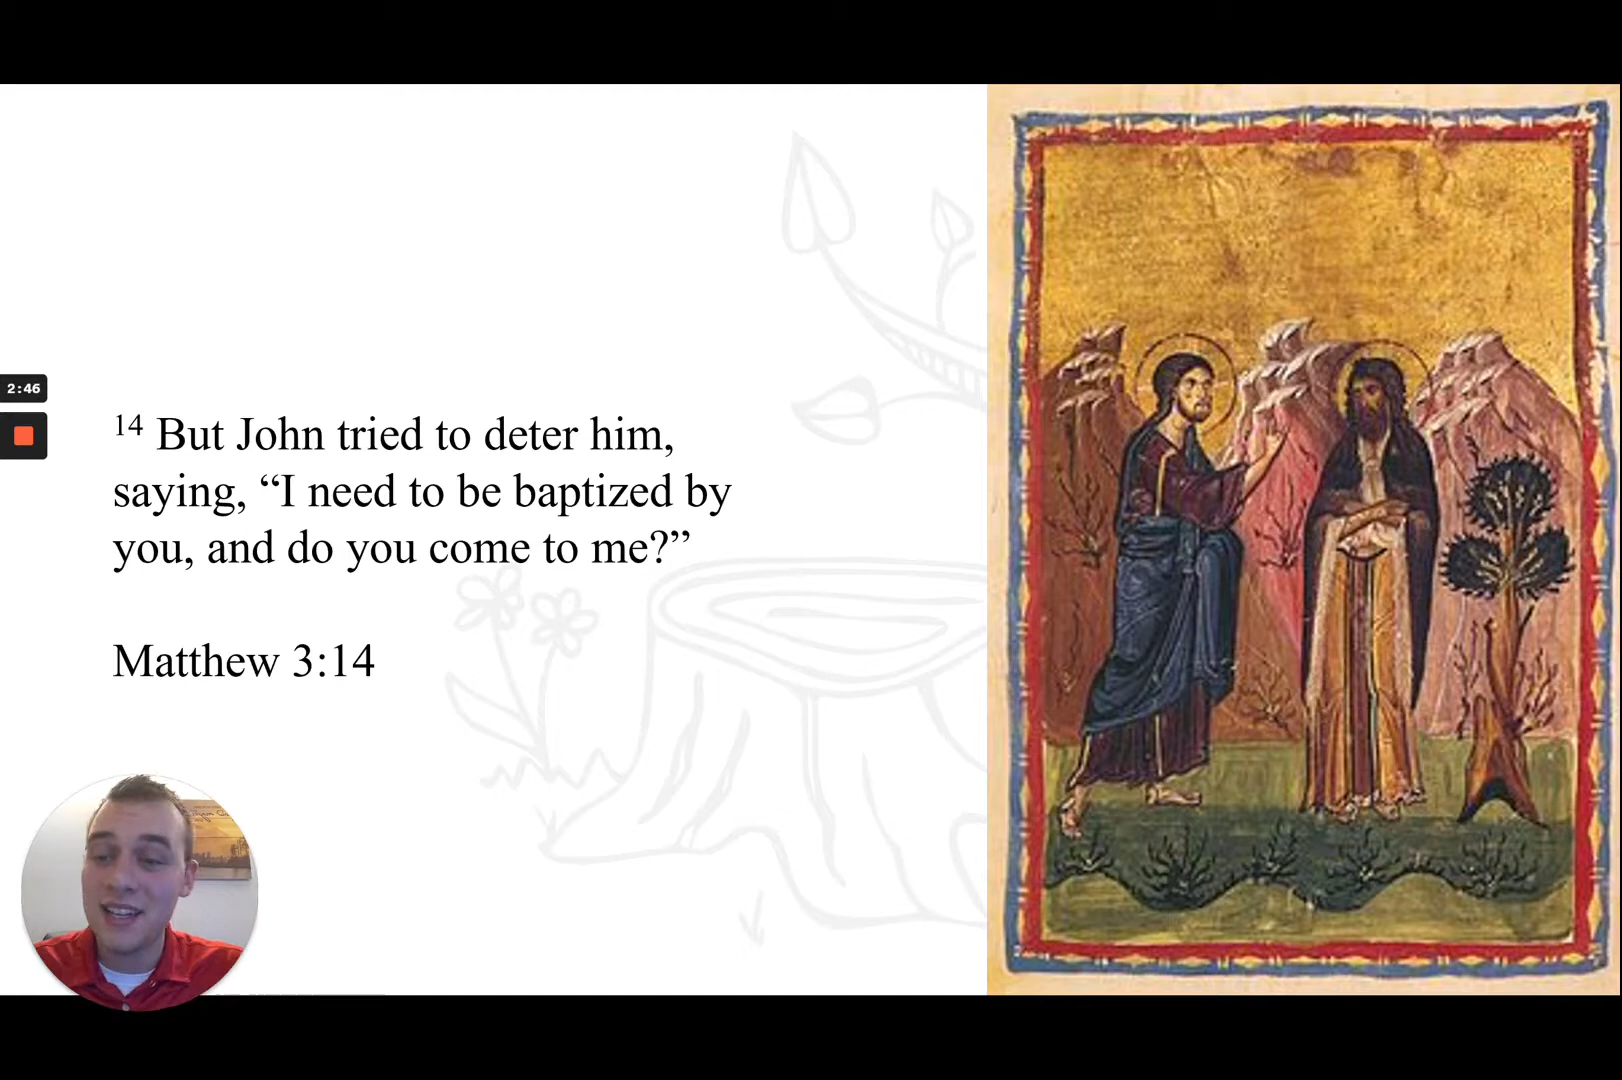 2:46
14 But John tried to deter him,
saying, “I need to be baptized by
you, and do you come to me?”
Matthew 3:14